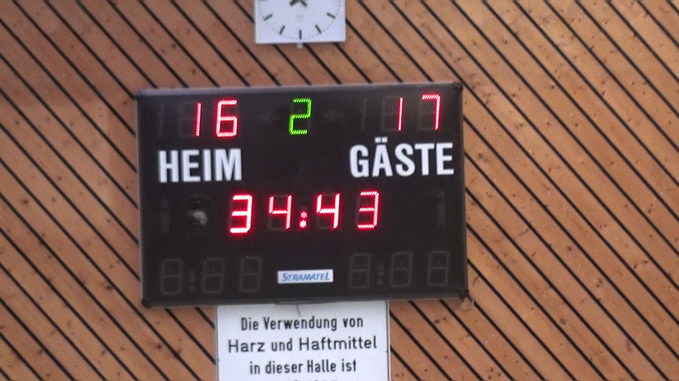 16 2 17
HEIM GÄSTE
34:43
STRAMATEL
Die Verwendung von
Harz und Haftmittel
in dieser Halle ist